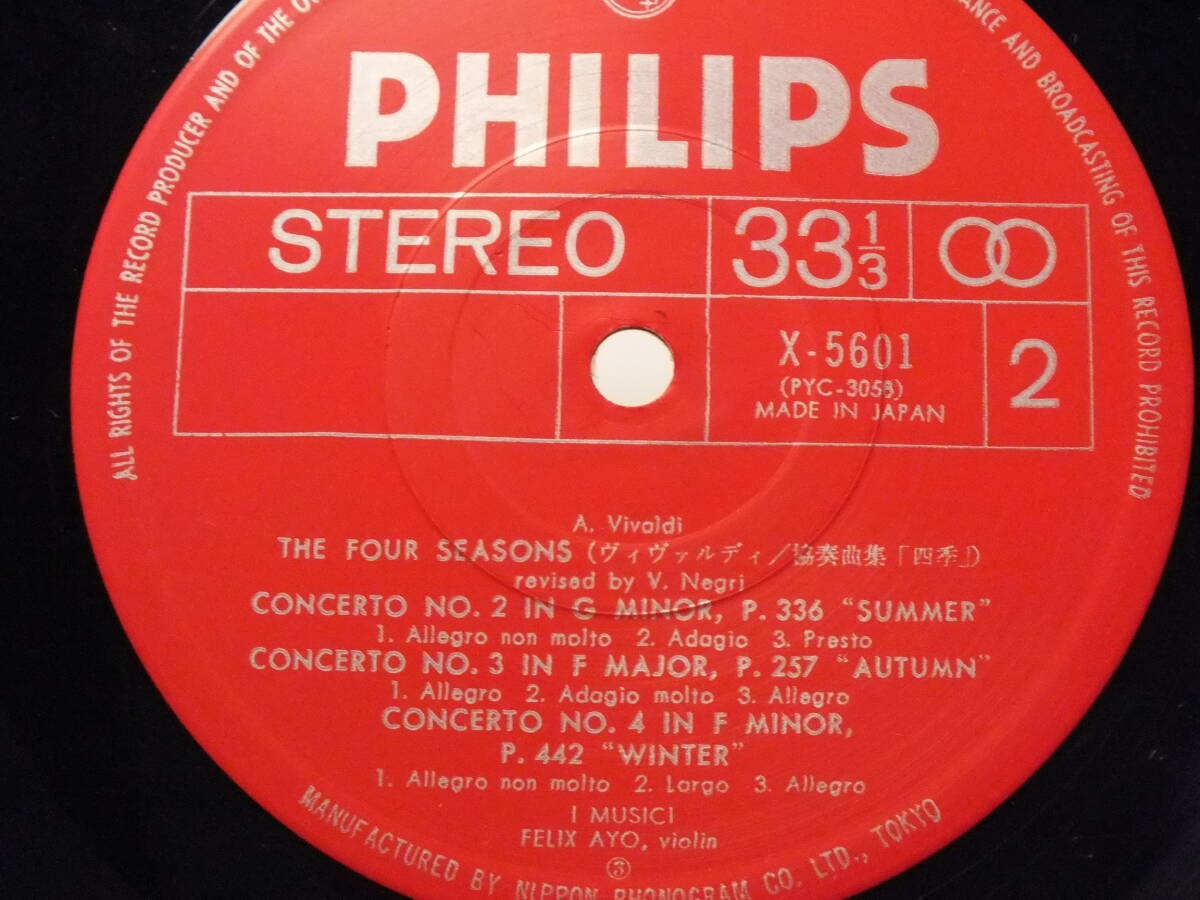 ALL RIGHTS OF THE RECORD PRODUCER AND OF THE
ANCE AND BROADCASTING OF THIS RECORD PROHIBITED
PHILIPS
STEREO
33 1/3
X-5601
(PYC-3058)
MADE IN JAPAN
2
A. Vivaldi
THE FOUR SEASONS (ヴィヴァルディ/協奏曲集「四季」)
revised by V. Negri
CONCERTO NO. 2 IN G MINOR, P. 336 "SUMMER"
1. Allegro non molto 2. Adagio 3. Presto
CONCERTO NO. 3 IN F MAJOR, P. 257 "AUTUMN"
1. Allegro 2. Adagio molto 3. Allegro
CONCERTO NO. 4 IN F MINOR,
P. 442 "WINTER"
1. Allegro non molto 2. Largo 3. Allegro
I MUSICI
FELIX AYO, violin
③
MANUFACTURED BY NIPPON PHONOGRAM CO. LTD., TOKYO